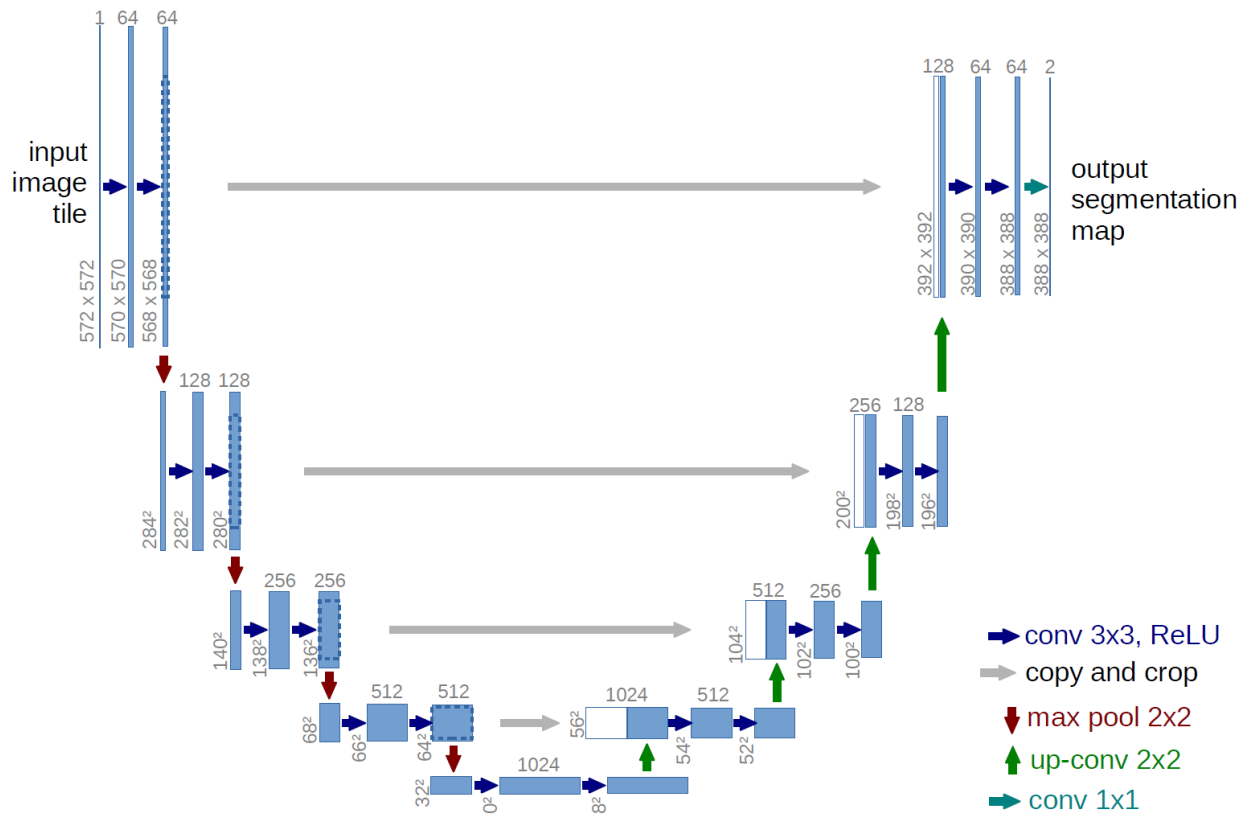 1 64 64
input
image
tile
572 x 572
570 x 570
568 x 568
128 64 64 2
output
segmentation
map
392 x 392
390 x 390
388 x 388
388 x 388
128 128
284²
282²
280²
256 128
200²
198²
196²
256 256
140²
138²
136²
512 256
104²
102²
100²
512 512
68²
66²
64²
1024 512
56²
54²
52²
1024
32²
0²
8²
conv 3x3, ReLU
copy and crop
max pool 2x2
up-conv 2x2
conv 1x1